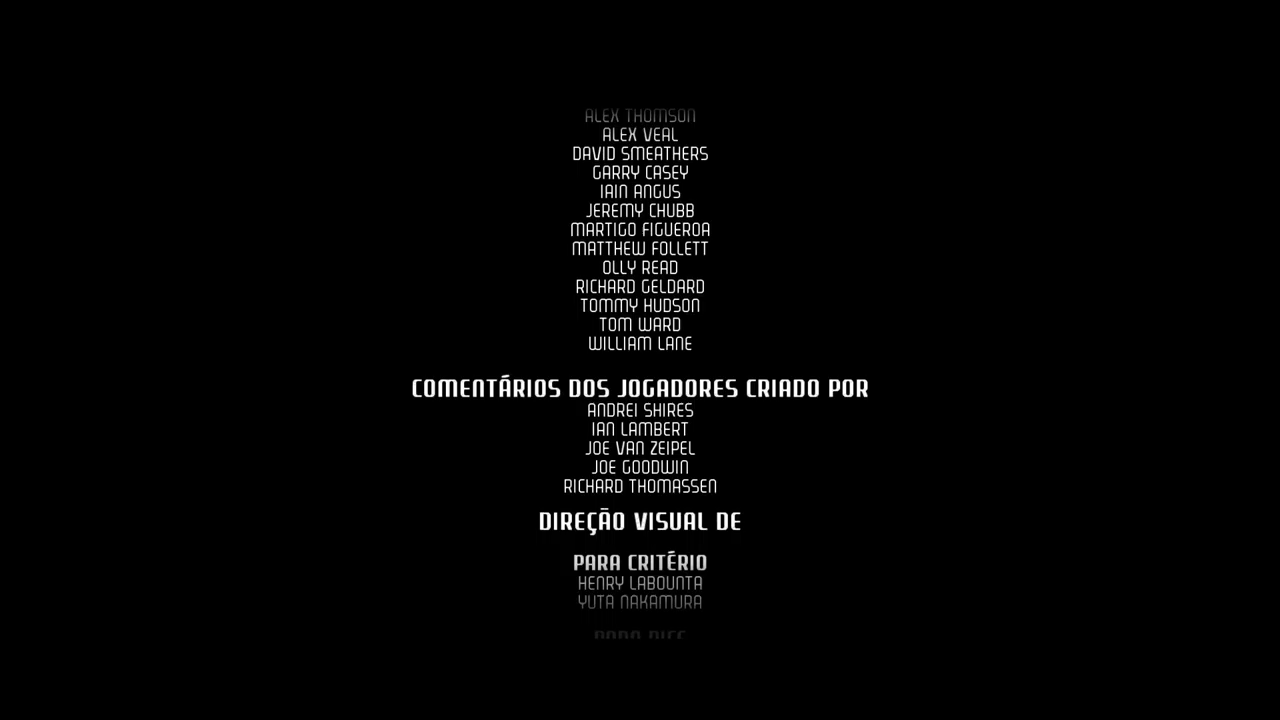 ALEX THOMSON
ALEX VEAL
DAVID SMEATHERS
GARRY CASEY
IAIN ANGUS
JEREMY CHUBB
MARTIGO FIGUEROA
MATTHEW FOLLETT
OLLY READ
RICHARD GELDARD
TOMMY HUDSON
TOM WARD
WILLIAM LANE
COMENTÁRIOS DOS JOGADORES CRIADO POR
ANDREI SHIRES
IAN LAMBERT
JOE VAN ZEIPEL
JOE GOODWIN
RICHARD THOMASSEN
DIREÇÃO VISUAL DE
PARA CRITÉRIO
HENRY LABOUNTA
YUTA NAKAMURA
PARA DICE